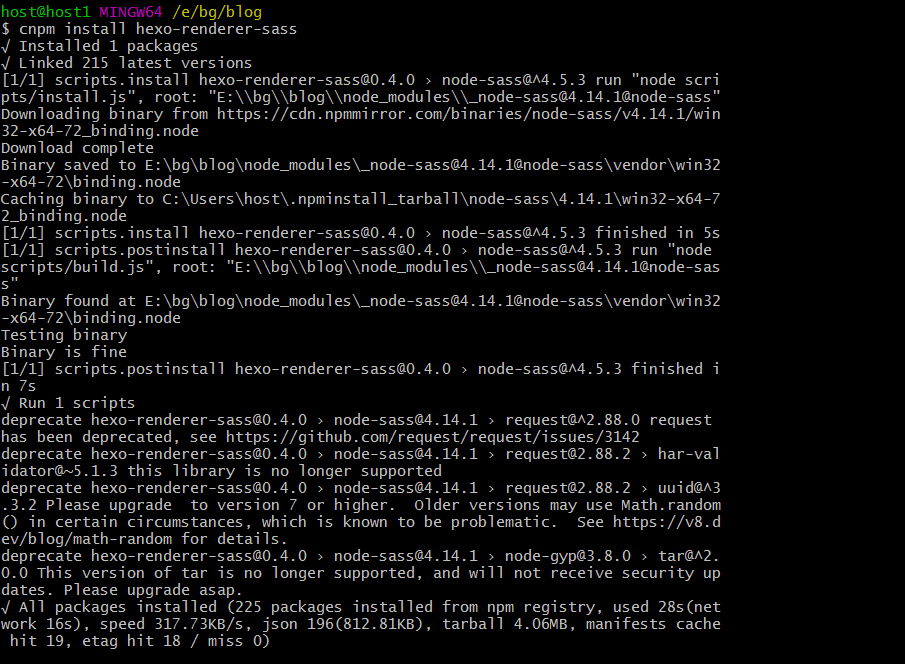 host@host1 MINGW64 /e/bg/blog
$ cnpm install hexo-renderer-sass
√ Installed 1 packages
√ Linked 215 latest versions
[1/1] scripts.install hexo-renderer-sass@0.4.0 › node-sass@^4.5.3 run "node scri
pts/install.js", root: "E:\\bg\\blog\\node_modules\\_node-sass@4.14.1@node-sass"
Downloading binary from https://cdn.npmmirror.com/binaries/node-sass/v4.14.1/win
32-x64-72_binding.node
Download complete
Binary saved to E:\bg\blog\node_modules\_node-sass@4.14.1@node-sass\vendor\win32
-x64-72\binding.node
Caching binary to C:\Users\host\.npminstall_tarball\node-sass\4.14.1\win32-x64-7
2_binding.node
[1/1] scripts.install hexo-renderer-sass@0.4.0 › node-sass@^4.5.3 finished in 5s
[1/1] scripts.postinstall hexo-renderer-sass@0.4.0 › node-sass@^4.5.3 run "node
scripts/build.js", root: "E:\\bg\\blog\\node_modules\\_node-sass@4.14.1@node-sas
s"
Binary found at E:\bg\blog\node_modules\_node-sass@4.14.1@node-sass\vendor\win32
-x64-72\binding.node
Testing binary
Binary is fine
[1/1] scripts.postinstall hexo-renderer-sass@0.4.0 › node-sass@^4.5.3 finished i
n 7s
√ Run 1 scripts
deprecate hexo-renderer-sass@0.4.0 › node-sass@4.14.1 › request@^2.88.0 request
has been deprecated, see https://github.com/request/request/issues/3142
deprecate hexo-renderer-sass@0.4.0 › node-sass@4.14.1 › request@2.88.2 › har-val
idator@~5.1.3 this library is no longer supported
deprecate hexo-renderer-sass@0.4.0 › node-sass@4.14.1 › request@2.88.2 › uuid@^3
.3.2 Please upgrade  to version 7 or higher.  Older versions may use Math.random
() in certain circumstances, which is known to be problematic.  See https://v8.d
ev/blog/math-random for details.
deprecate hexo-renderer-sass@0.4.0 › node-sass@4.14.1 › node-gyp@3.8.0 › tar@^2.
0.0 This version of tar is no longer supported, and will not receive security up
dates. Please upgrade asap.
√ All packages installed (225 packages installed from npm registry, used 28s(net
work 16s), speed 317.73KB/s, json 196(812.81KB), tarball 4.06MB, manifests cache
 hit 19, etag hit 18 / miss 0)